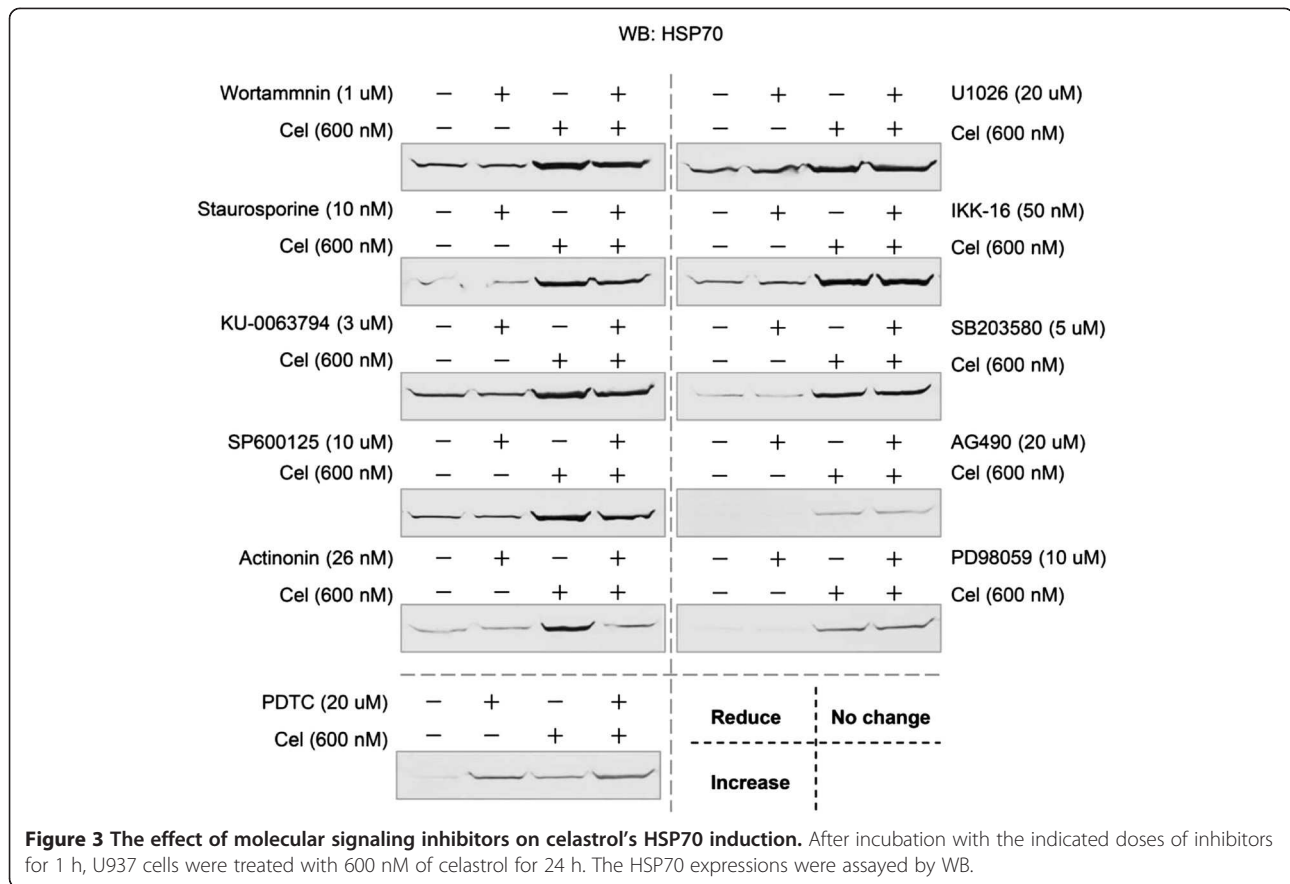 WB: HSP70
Wortammnin (1 uM) − + − +
Cel (600 nM) − − + +
− + − + U1026 (20 uM)
− − + + Cel (600 nM)
Staurosporine (10 nM) − + − +
Cel (600 nM) − − + +
− + − + IKK-16 (50 nM)
− − + + Cel (600 nM)
KU-0063794 (3 uM) − + − +
Cel (600 nM) − − + +
− + − + SB203580 (5 uM)
− − + + Cel (600 nM)
SP600125 (10 uM) − + − +
Cel (600 nM) − − + +
− + − + AG490 (20 uM)
− − + + Cel (600 nM)
Actinonin (26 nM) − + − +
Cel (600 nM) − − + +
− + − + PD98059 (10 uM)
− − + + Cel (600 nM)
PDTC (20 uM) − + − +
Cel (600 nM) − − + +
Reduce No change
Increase
Figure 3 The effect of molecular signaling inhibitors on celastrol's HSP70 induction. After incubation with the indicated doses of inhibitors
for 1 h, U937 cells were treated with 600 nM of celastrol for 24 h. The HSP70 expressions were assayed by WB.